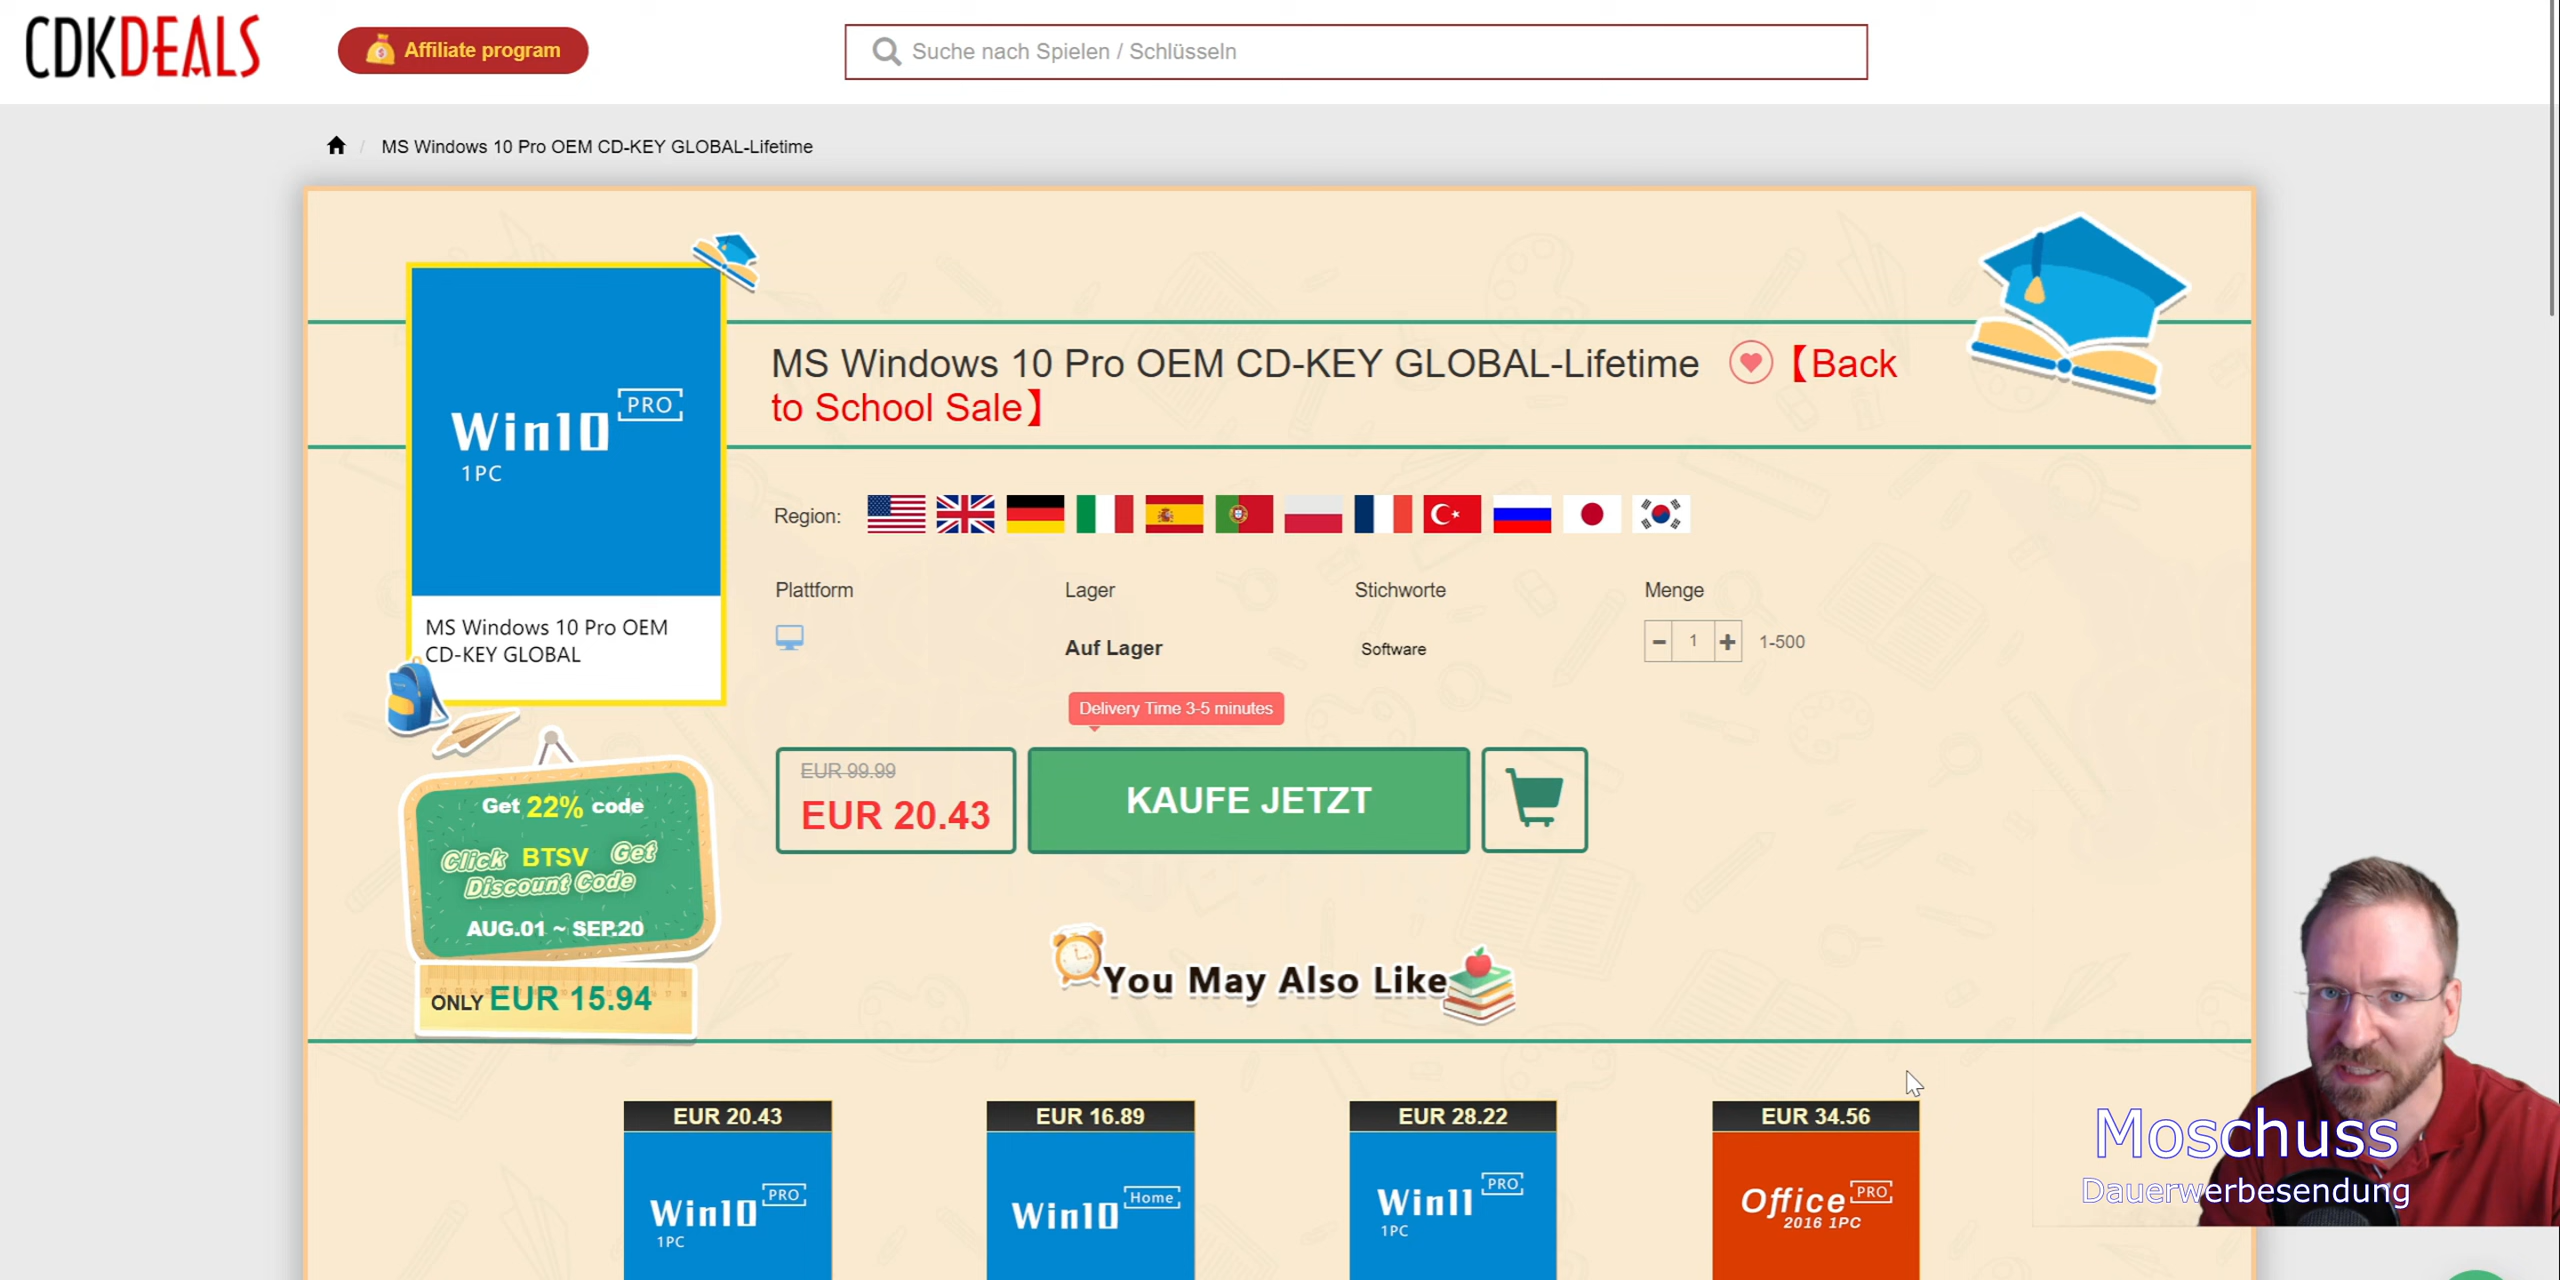 CDKDEALS
Affiliate program
Suche nach Spielen / Schlüsseln
/ MS Windows 10 Pro OEM CD-KEY GLOBAL-Lifetime
Win10 PRO
1PC
MS Windows 10 Pro OEM
CD-KEY GLOBAL
MS Windows 10 Pro OEM CD-KEY GLOBAL-Lifetime 【Back
to School Sale】
Region:
Plattform Lager Stichworte Menge
Auf Lager Software - 1 + 1-500
Delivery Time 3-5 minutes
EUR 99.99
EUR 20.43
KAUFE JETZT
Get 22% code
Click BTSV Get
Discount Code
AUG.01 ~ SEP.20
ONLY EUR 15.94
You May Also Like
EUR 20.43 EUR 16.89 EUR 28.22 EUR 34.56
Win10 PRO
1PC
Win10 Home
Win11 PRO
1PC
Office PRO
2016 1PC
Moschuss
Dauerwerbesendung